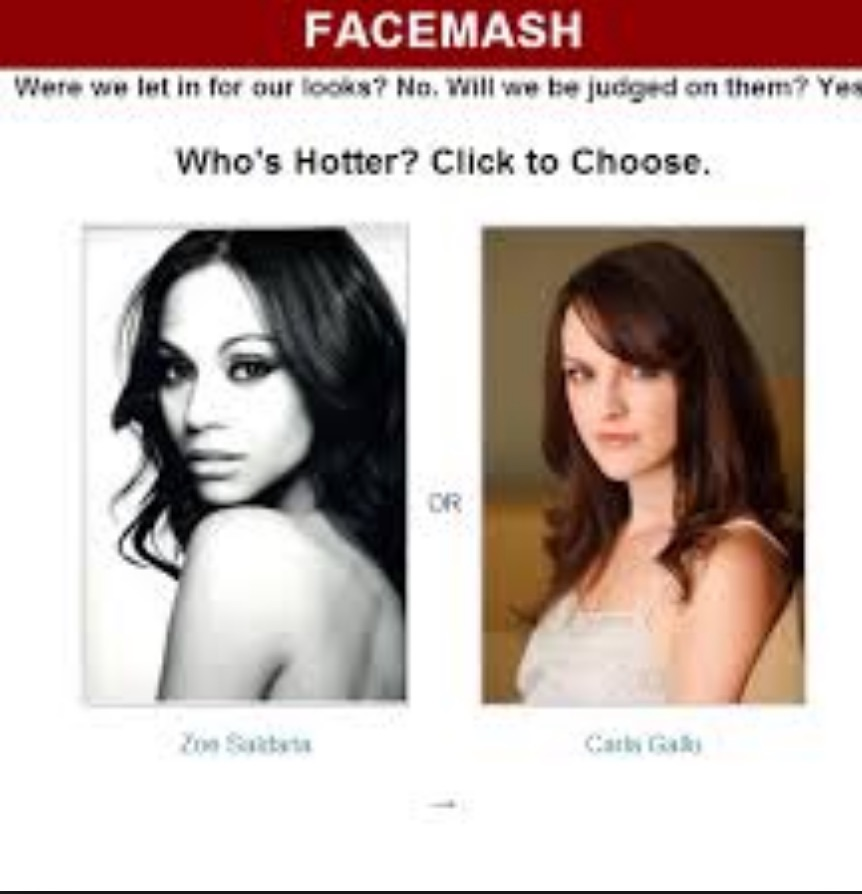 FACEMASH
Were we let in for our looks? No. Will we be judged on them? Yes
Who's Hotter? Click to Choose.
OR
Zoe Saldana
Carla Gallo
→